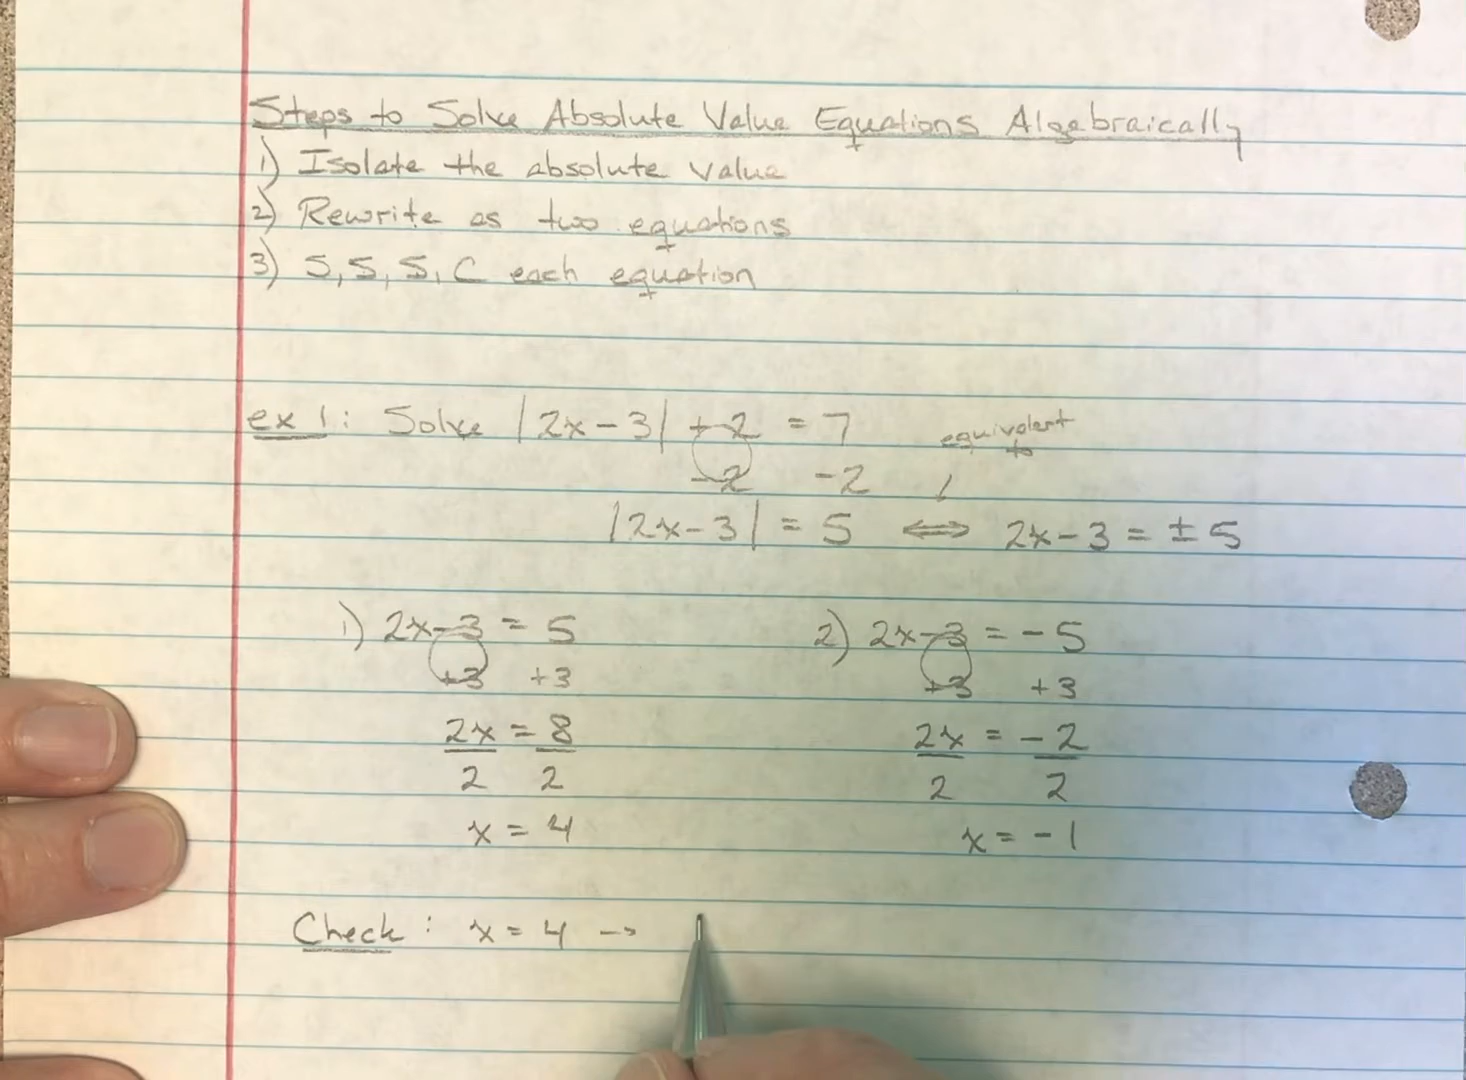 Steps to Solve Absolute Value Equations Algebraically
1) Isolate the absolute value
2) Rewrite as two equations
3) S, S, S, C each equation
ex 1: Solve |2x-3| + 2 = 7
equivalent
to
-2 -2
|2x-3| = 5 ⟺ 2x-3 = ± 5
1) 2x-3 = 5 2) 2x-3 = -5
+3 +3 +3 +3
2x = 8 2x = -2
2 2 2 2
x = 4 x = -1
Check: x = 4 →